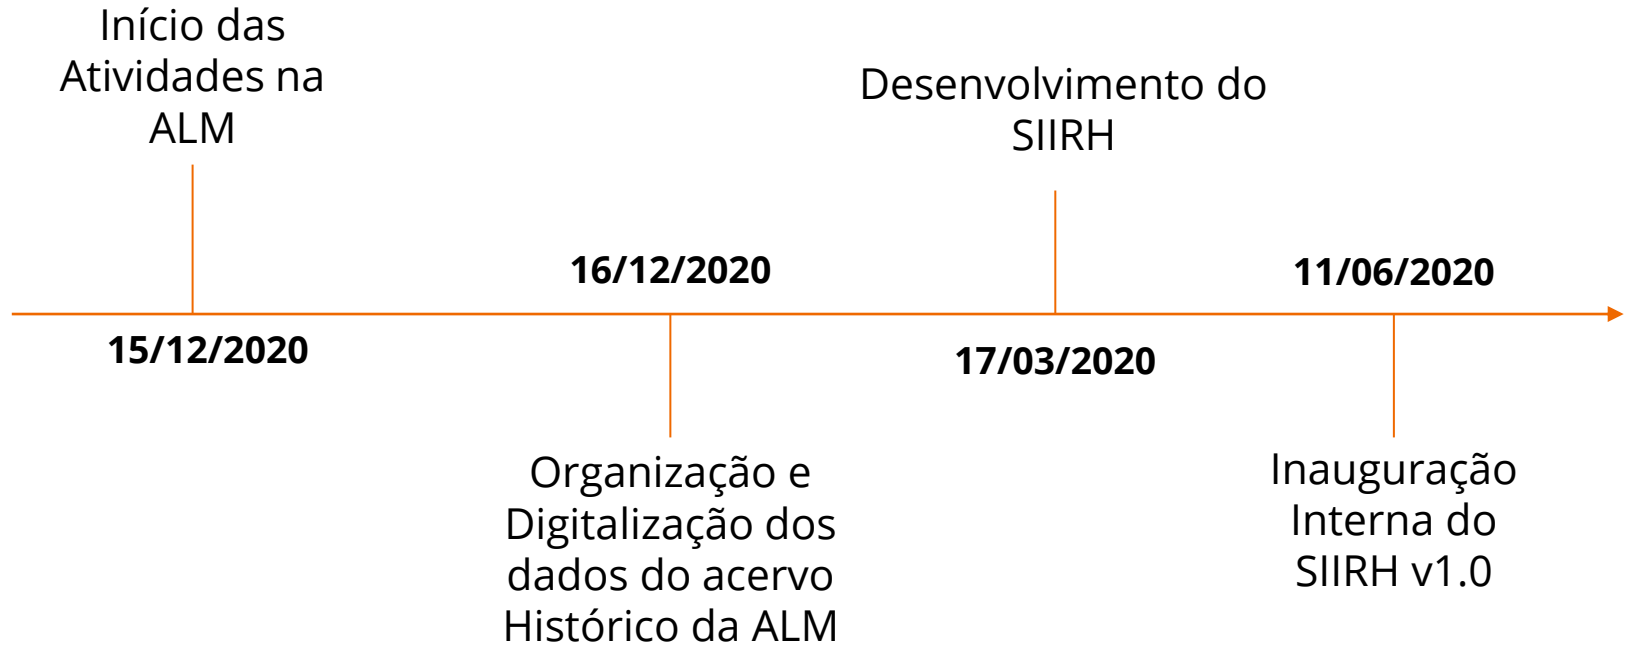 Início das
Atividades na
ALM
15/12/2020
16/12/2020
Organização e
Digitalização dos
dados do acervo
Histórico da ALM
Desenvolvimento do
SIIRH
17/03/2020
11/06/2020
Inauguração
Interna do
SIIRH v1.0